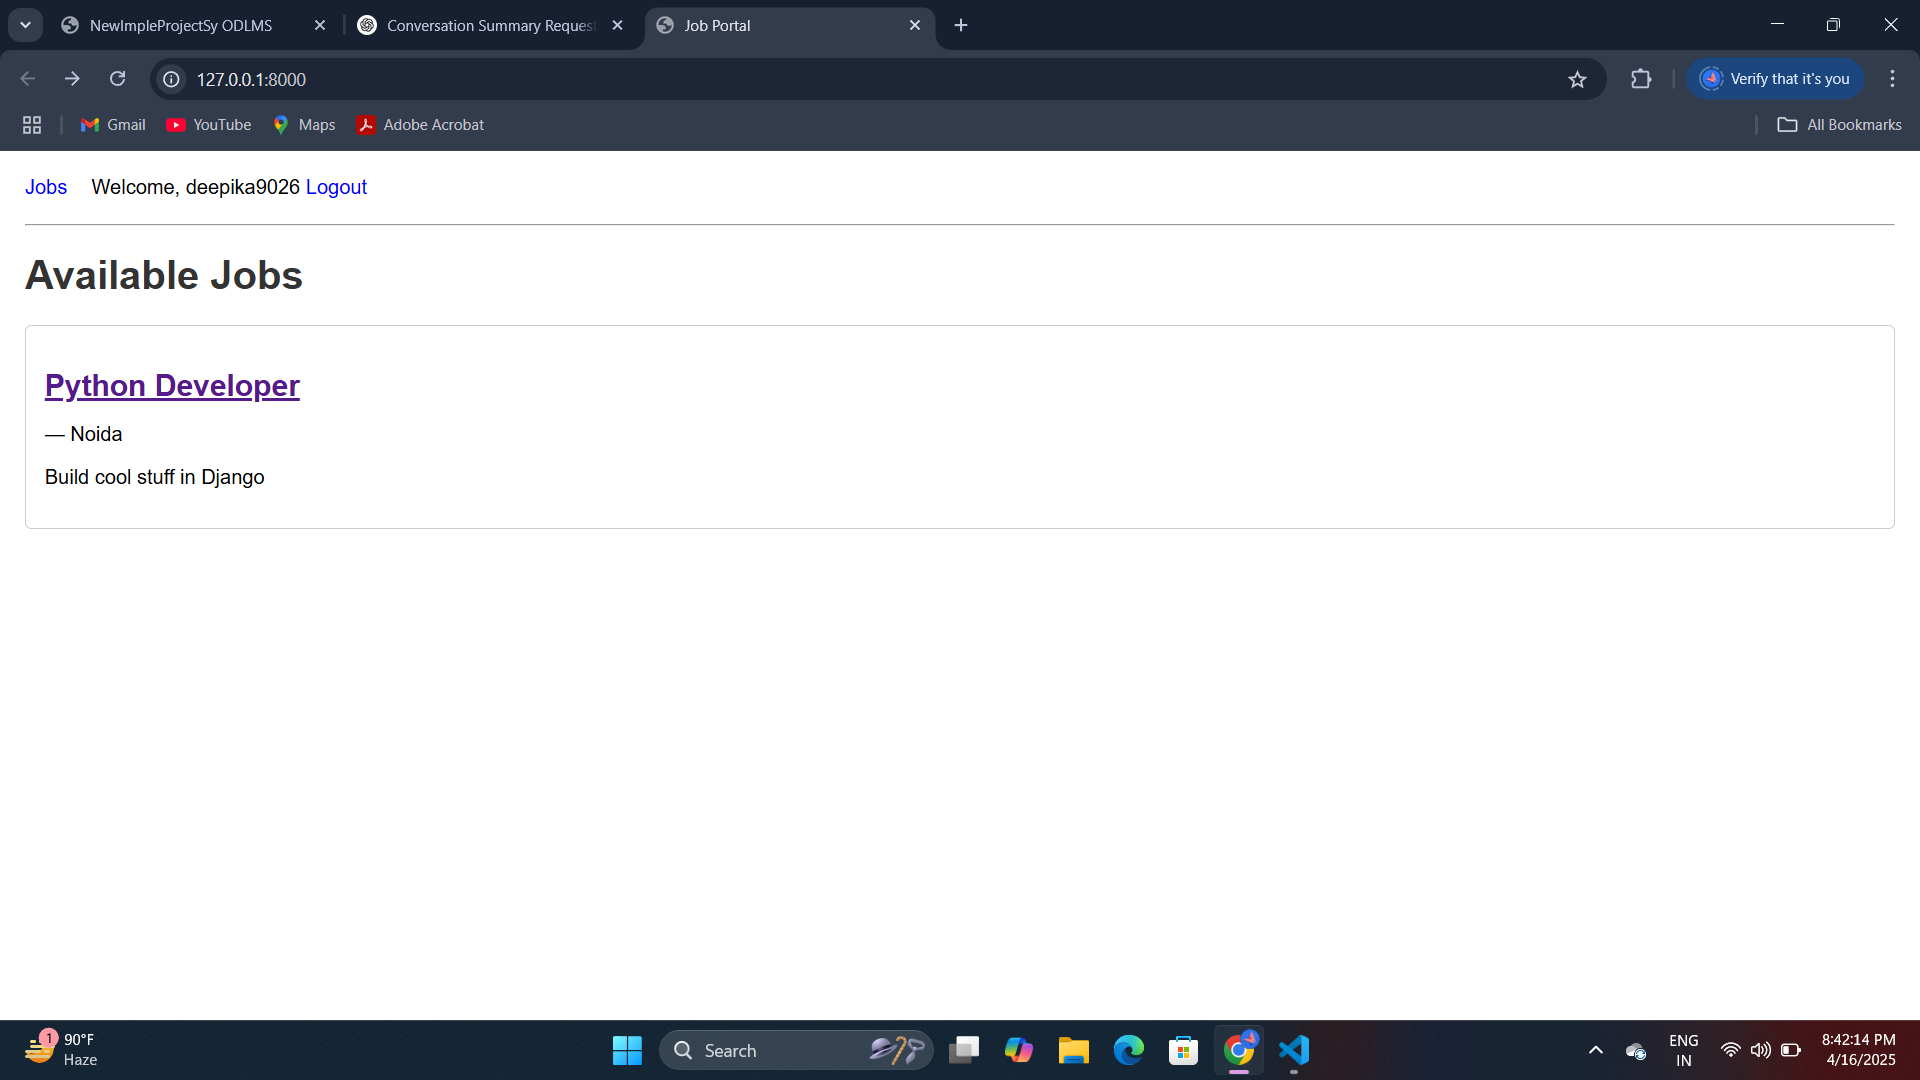 NewImpleProjectSy ODLMS
Conversation Summary Reques
Job Portal
127.0.0.1:8000
Verify that it's you
Gmail
YouTube
Maps
Adobe Acrobat
All Bookmarks
Jobs Welcome, deepika9026 Logout
Available Jobs
Python Developer
— Noida
Build cool stuff in Django
1
90°F
Haze
Search
ENG
IN
8:42:14 PM
4/16/2025